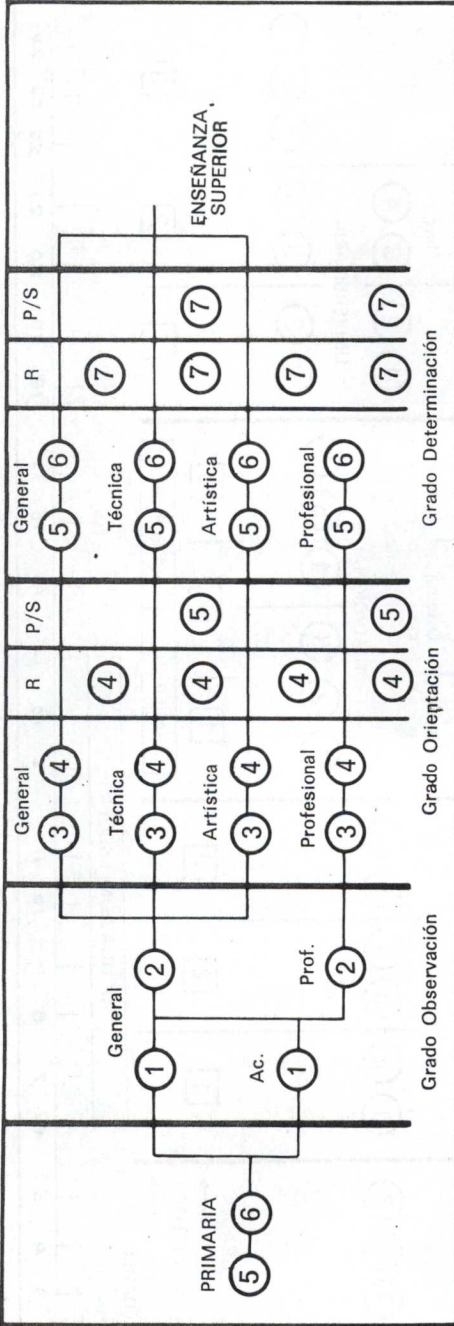 PRIMARIA
5 6
General
1 2
Ac.
1
Prof.
2
Grado Observación
General
3 4
Técnica
3 4
Artística
3 4
Profesional
3 4
R
4
4
4
4
P/S
5
5
Grado Orientación
General
5 6
Técnica
5 6
Artística
5 6
Profesional
5 6
R
7
7
7
7
P/S
7
7
Grado Determinación
ENSEÑANZA,
SUPERIOR